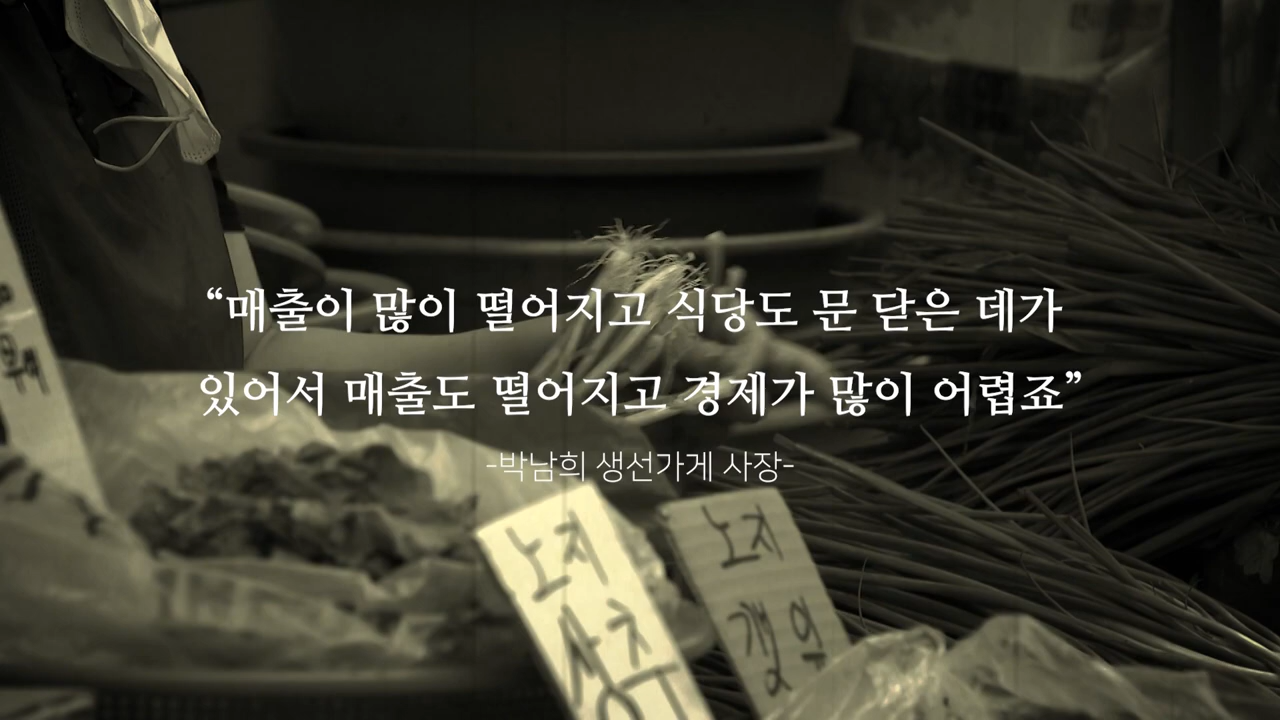 “매출이 많이 떨어지고 식당도 문 닫은 데가
있어서 매출도 떨어지고 경제가 많이 어렵죠”
-박남희 생선가게 사장-
노지
상추
노지